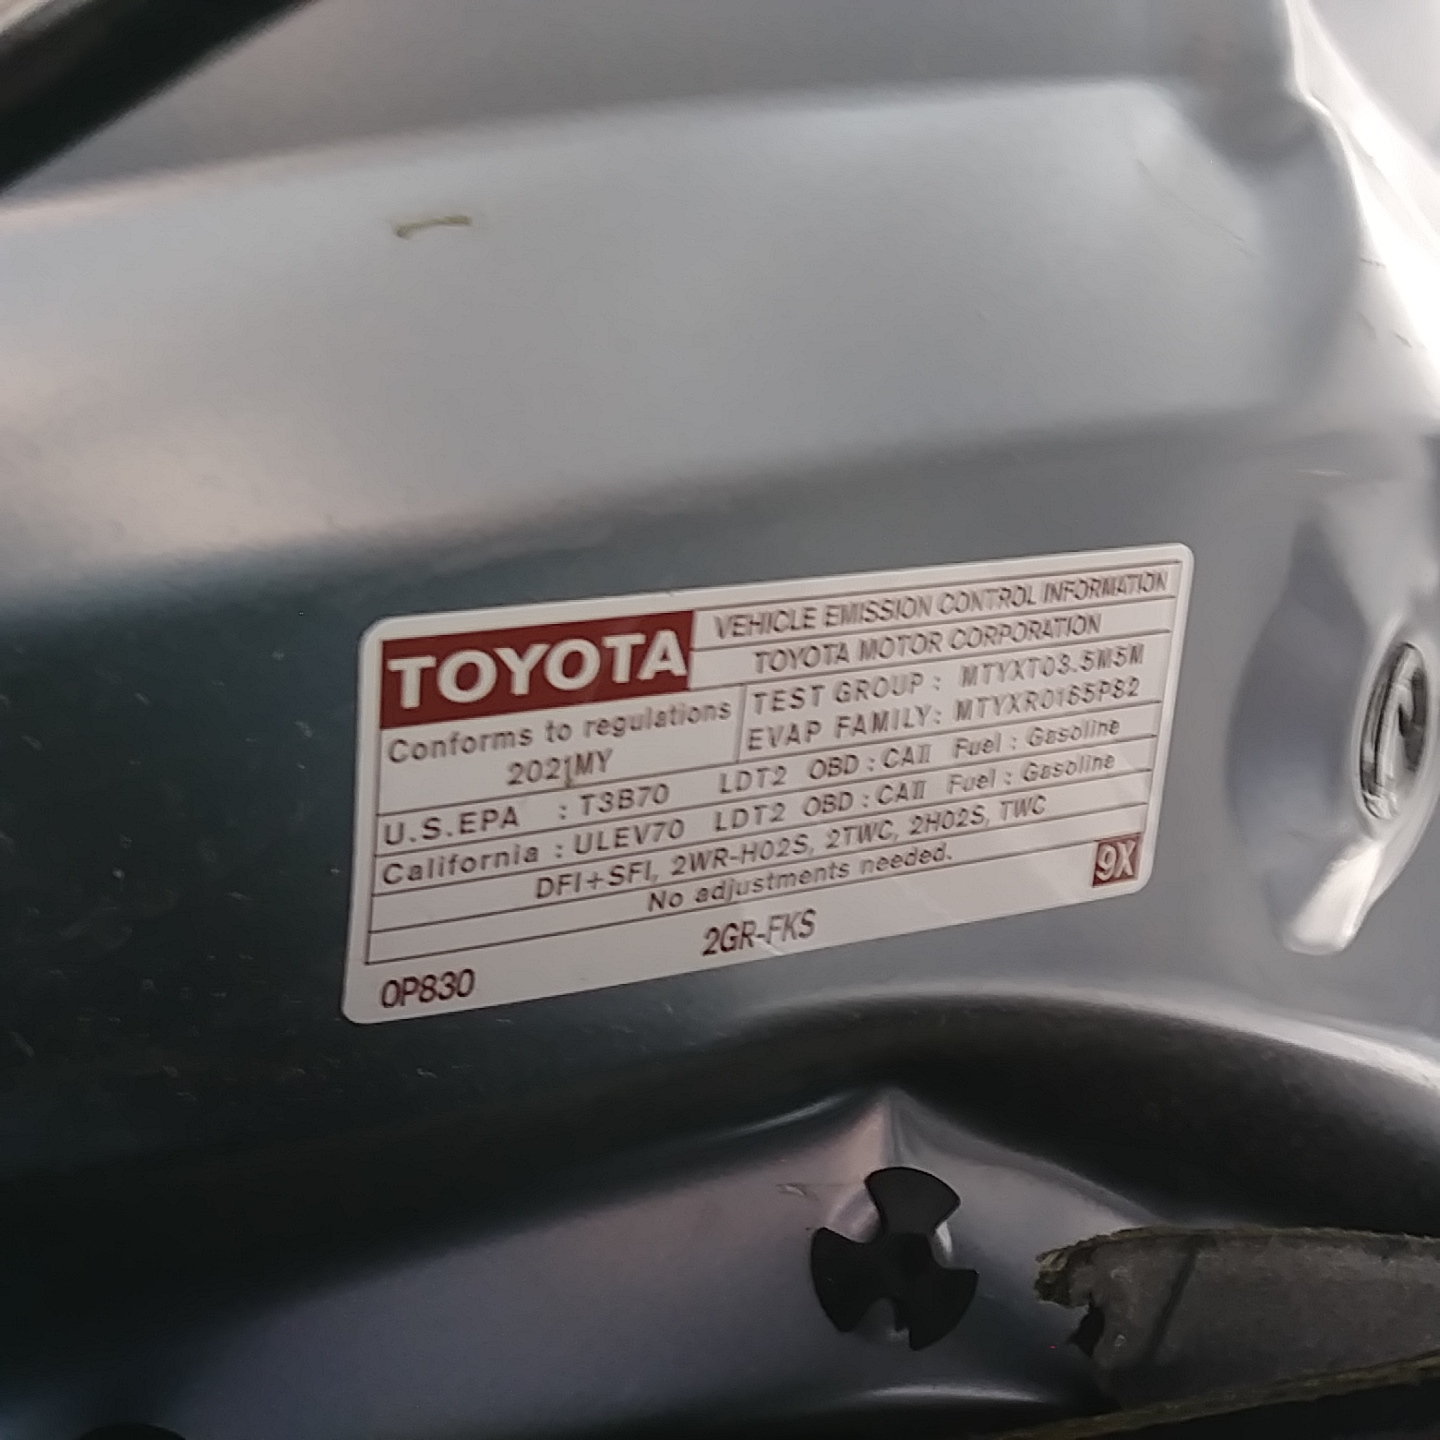 TOYOTA
VEHICLE EMISSION CONTROL INFORMATION
TOYOTA MOTOR CORPORATION
Conforms to regulations
2021MY
TEST GROUP : MTYXT03.5M5M
EVAP FAMILY: MTYXR0165P82
U.S.EPA : T3B70 LDT2 OBD : CAII Fuel : Gasoline
California : ULEV70 LDT2 OBD : CAII Fuel : Gasoline
DFI+SFI, 2WR-HO2S, 2TWC, 2HO2S, TWC
No adjustments needed.
9X
0P830
2GR-FKS